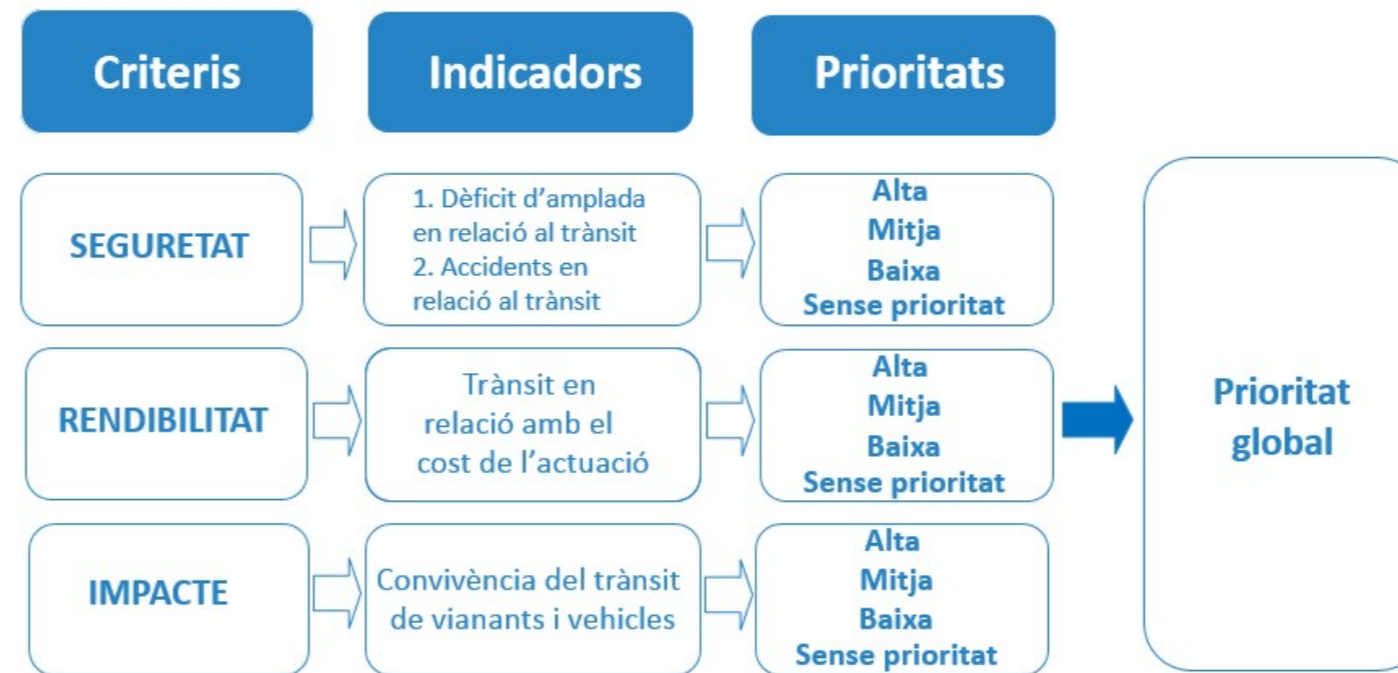 Criteris
Indicadors
Prioritats
SEGURETAT
1. Dèficit d'amplada
en relació al trànsit
2. Accidents en
relació al trànsit
Alta
Mitja
Baixa
Sense prioritat
RENDIBILITAT
Trànsit en
relació amb el
cost de l'actuació
Alta
Mitja
Baixa
Sense prioritat
IMPACTE
Convivència del trànsit
de vianants i vehicles
Alta
Mitja
Baixa
Sense prioritat
Prioritat
global